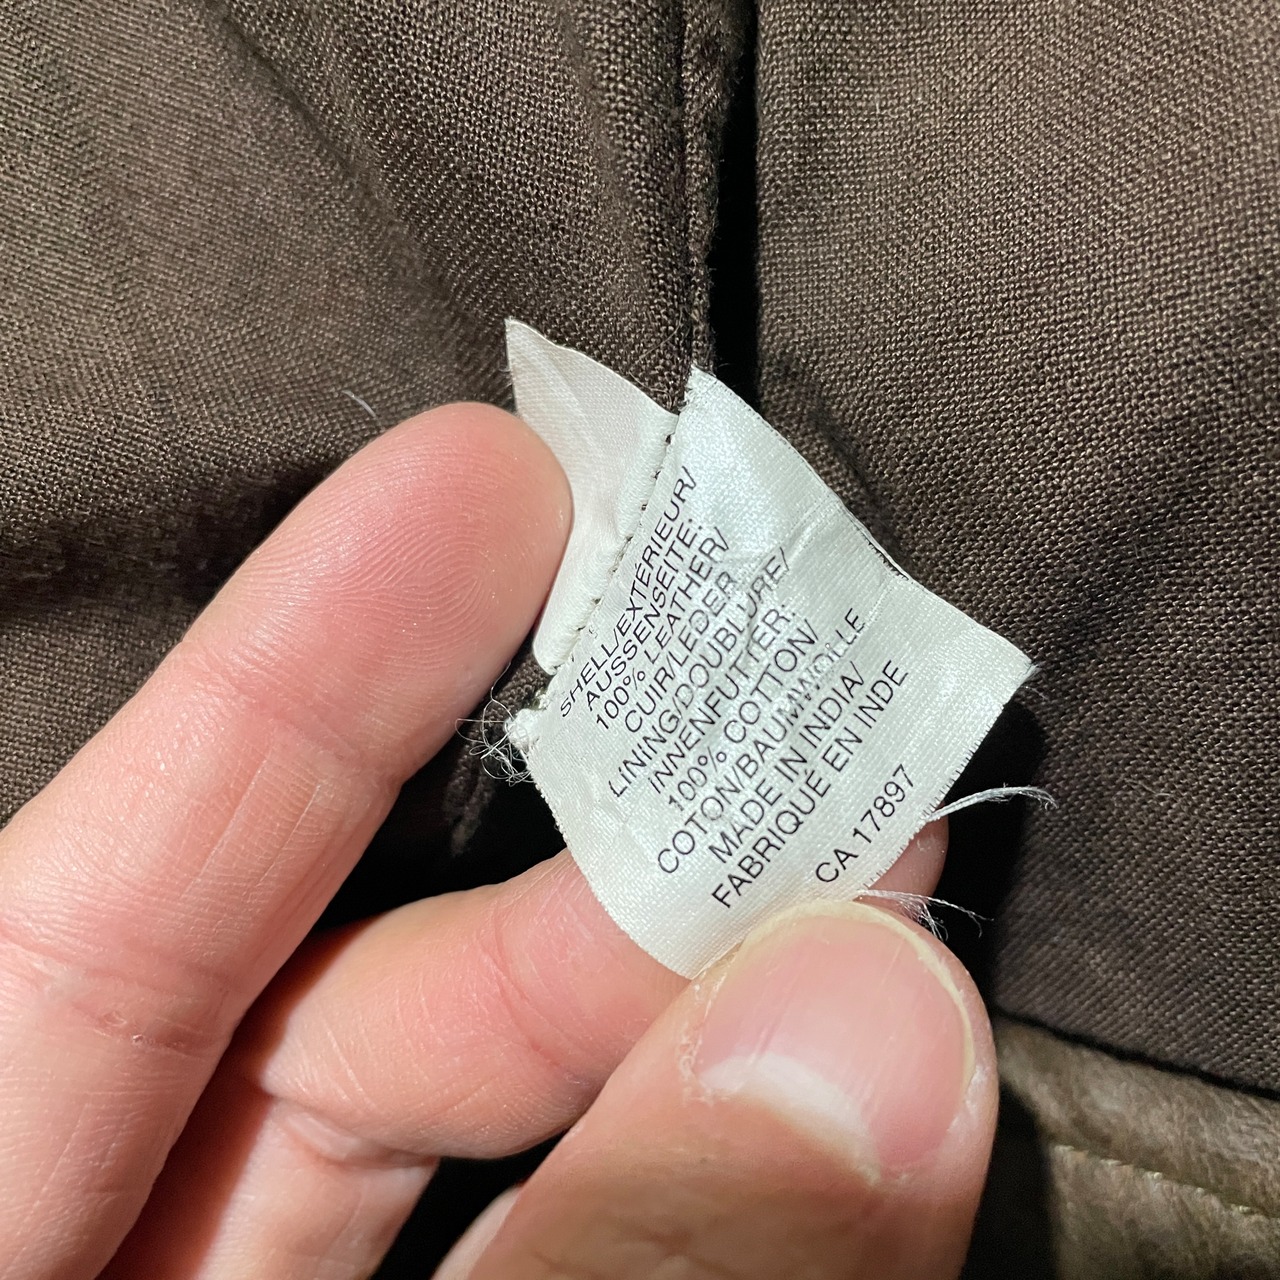 SHELL/EXTÉRIEUR/
AUSSENSEITE:
100% LEATHER/
CUIR/LEDER
LINING/DOUBLURE/
INNENFUTTER:
100% COTTON/
COTON/BAUMWOLLE
MADE IN INDIA/
FABRIQUÉ EN INDE
CA 17897